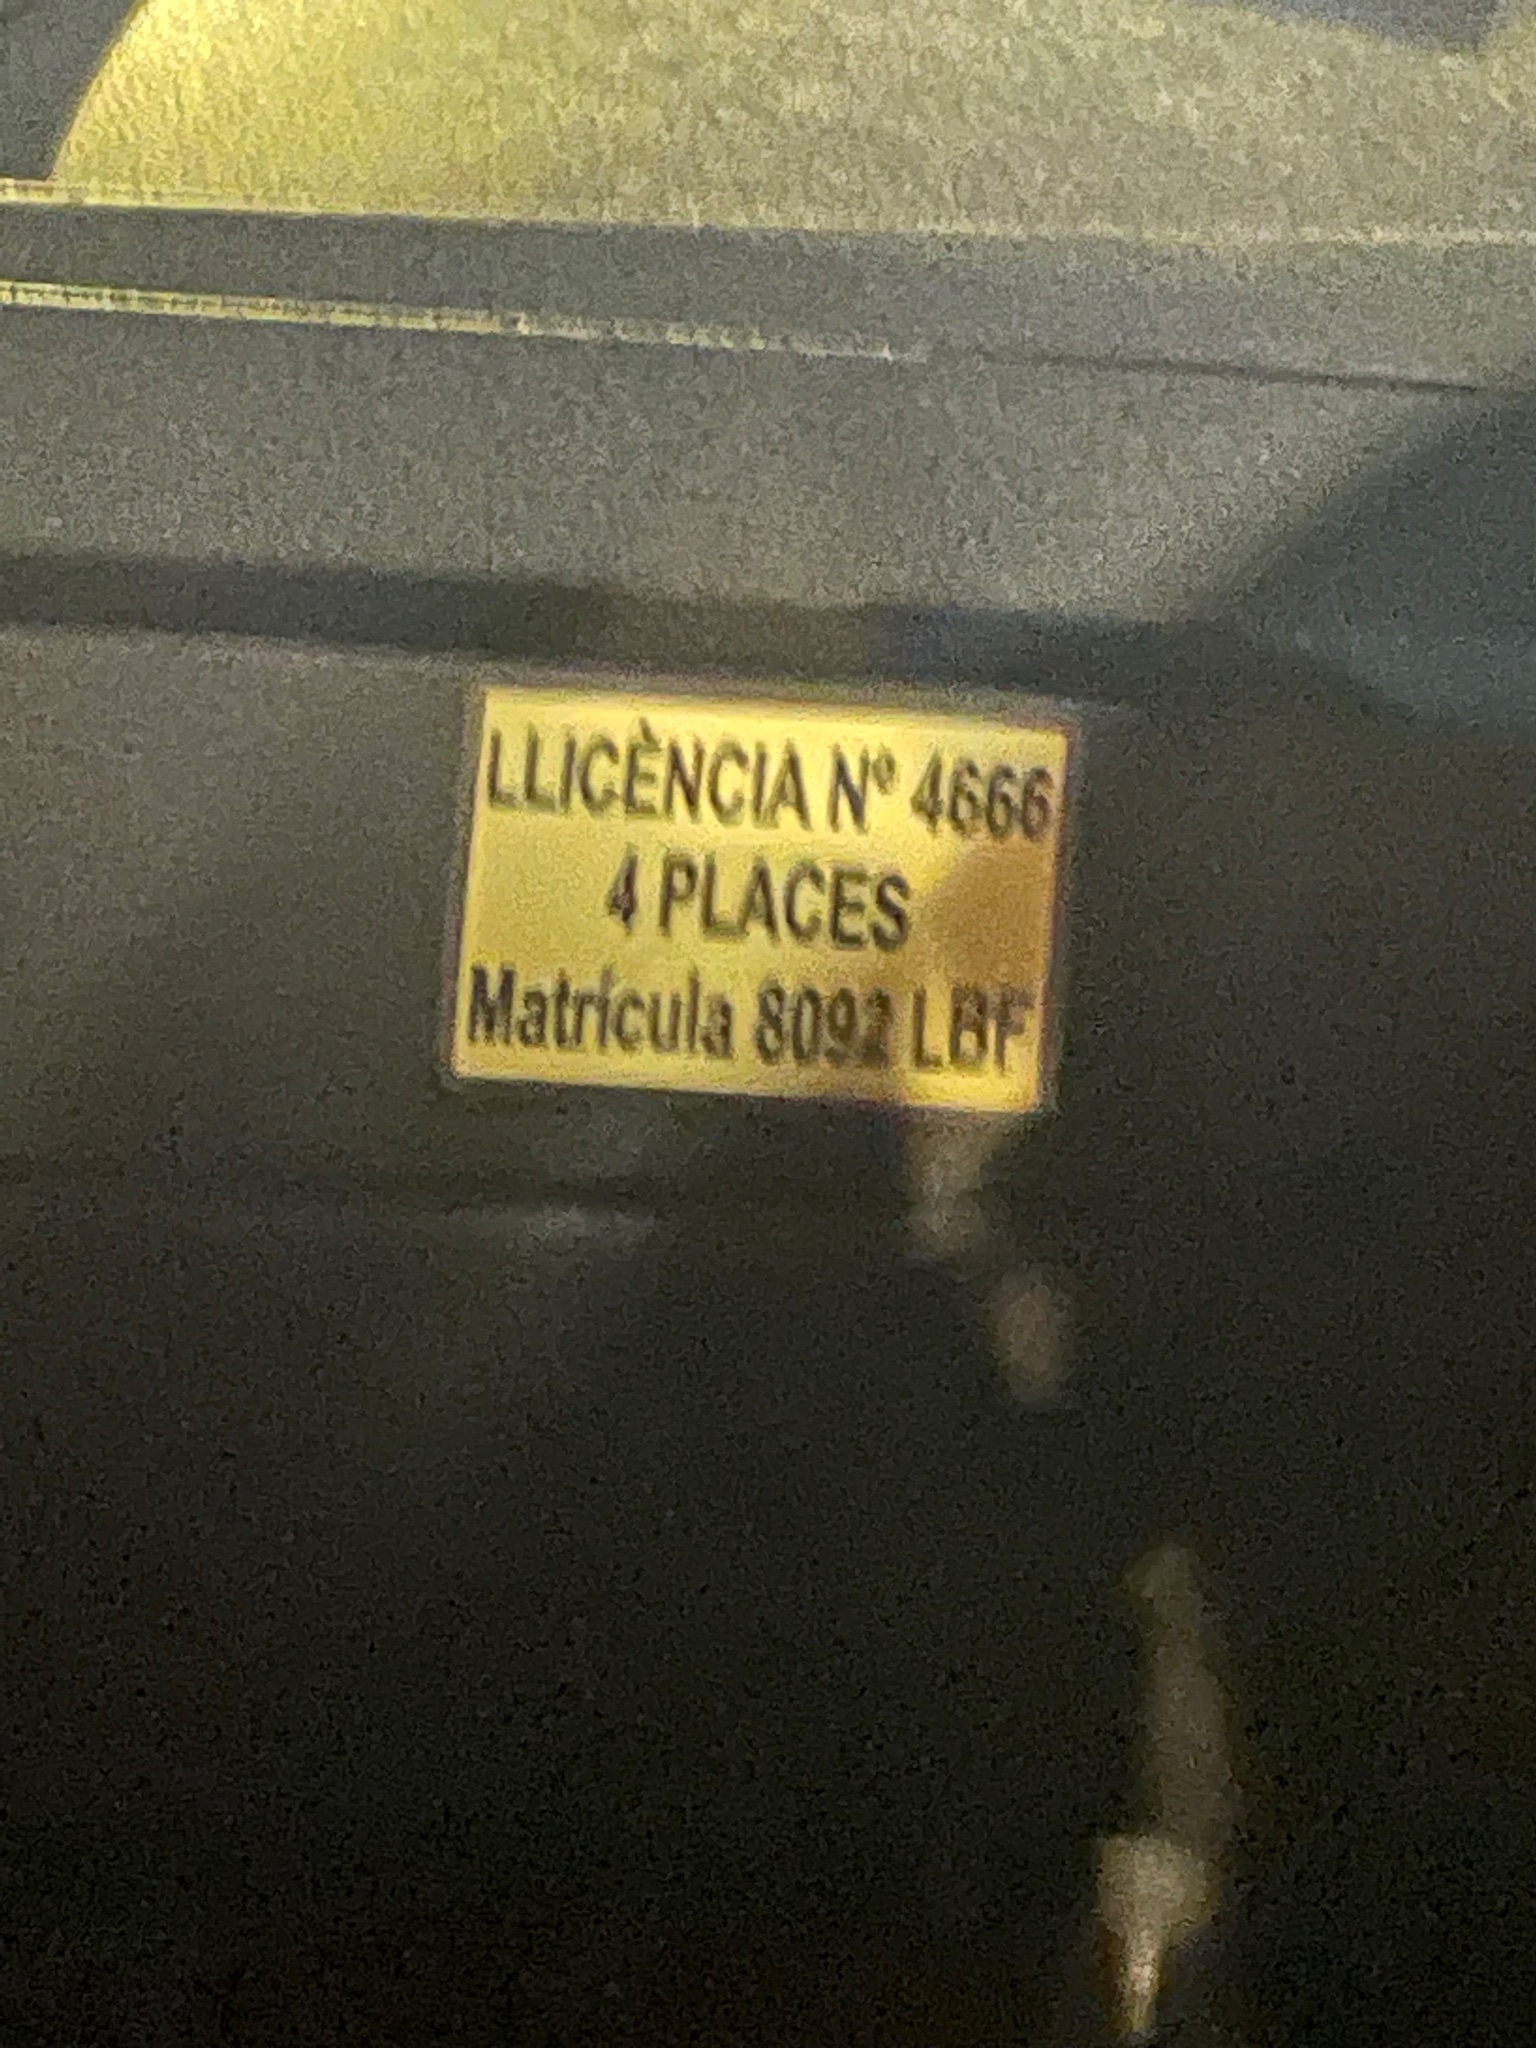 LLICÈNCIA Nº 4666
4 PLACES
Matrícula 8092 LBF